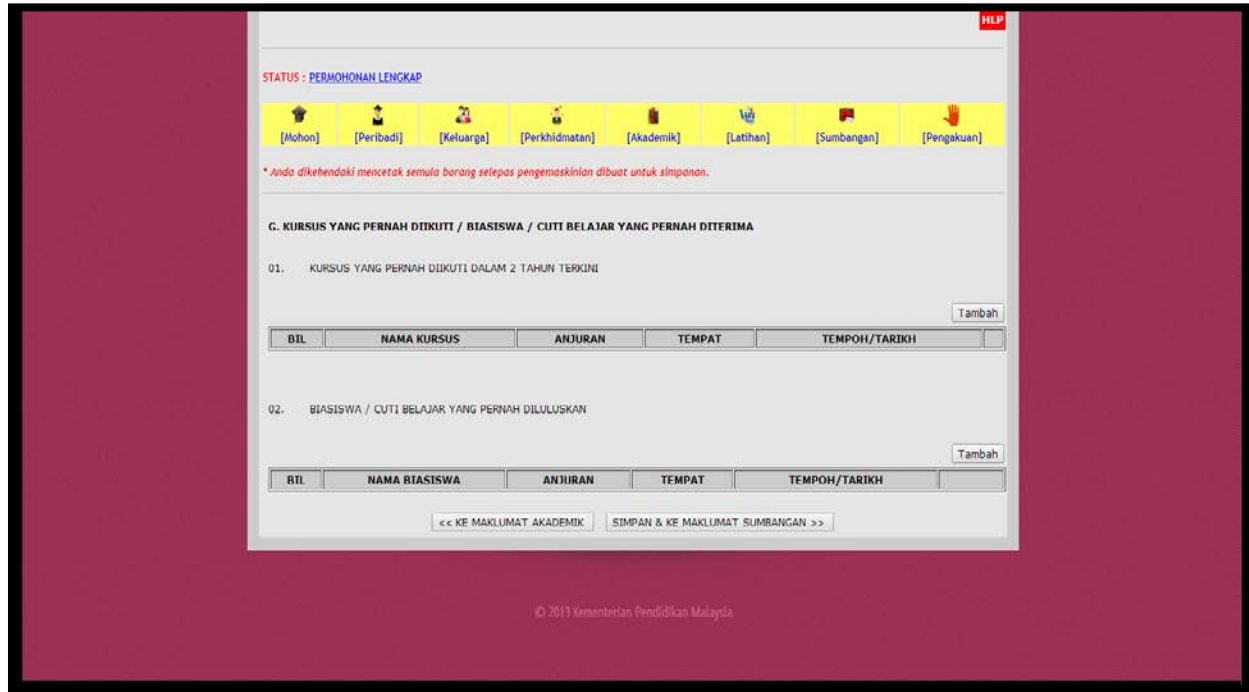 HLP
STATUS : PERMOHONAN LENGKAP
[Mohon] [Peribadi] [Keluarga] [Perkhidmatan] [Akademik] [Latihan] [Sumbangan] [Pengakuan]
* Anda dikehendaki mencetak semula borang selepas pengemaskinian dibuat untuk simpanan.
G. KURSUS YANG PERNAH DIIKUTI / BIASISWA / CUTI BELAJAR YANG PERNAH DITERIMA
01. KURSUS YANG PERNAH DIIKUTI DALAM 2 TAHUN TERKINI
Tambah
BIL NAMA KURSUS ANJURAN TEMPAT TEMPOH/TARIKH
02. BIASISWA / CUTI BELAJAR YANG PERNAH DILULUSKAN
Tambah
BIL NAMA BIASISWA ANJURAN TEMPAT TEMPOH/TARIKH
<< KE MAKLUMAT AKADEMIK SIMPAN & KE MAKLUMAT SUMBANGAN >>
© 2013 Kementerian Pendidikan Malaysia